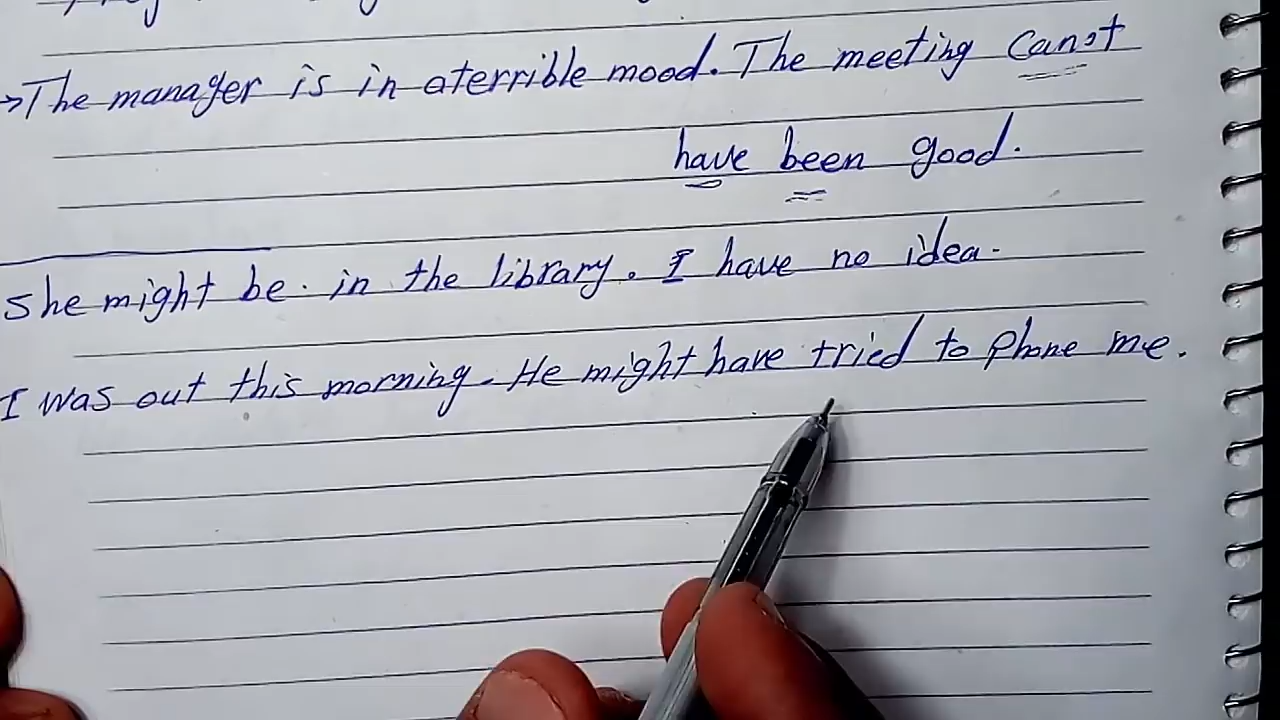 →The manager is in aterrible mood. The meeting canot
have been good.
She might be. in the library. I have no idea.
I was out this morning. He might have tried to phone me.